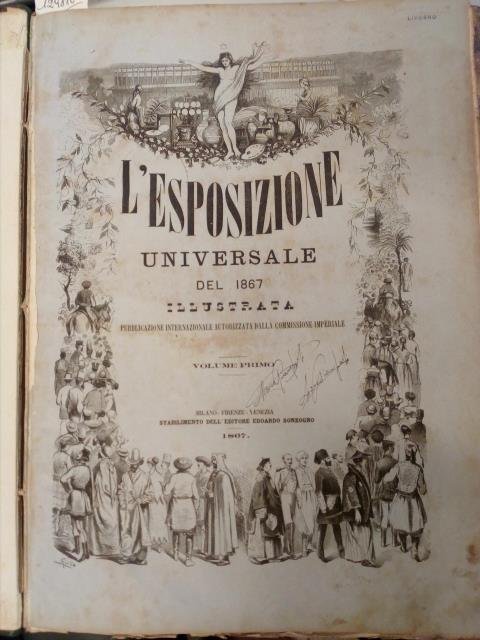 LIVORNO
L'ESPOSIZIONE
UNIVERSALE
DEL 1867
ILLUSTRATA
PUBBLICAZIONE INTERNAZIONALE AUTORIZZATA DALLA COMMISSIONE IMPERIALE
VOLUME PRIMO
MILANO - FIRENZE - VENEZIA
STABILIMENTO DELL'EDITORE EDOARDO SONZOGNO
1867.